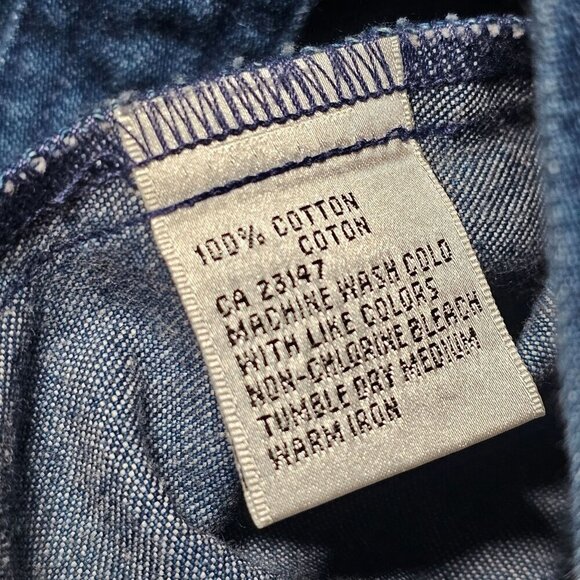 100% COTTON
COTON
CA 23147
MACHINE WASH COLD
WITH LIKE COLORS
NON-CHLORINE BLEACH
TUMBLE DRY MEDIUM
WARM IRON